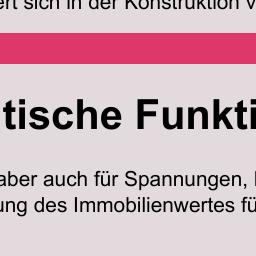 ert sich in der Konstruktion v
tische Funkti
aber auch für Spannungen,
ung des Immobilienwertes fü